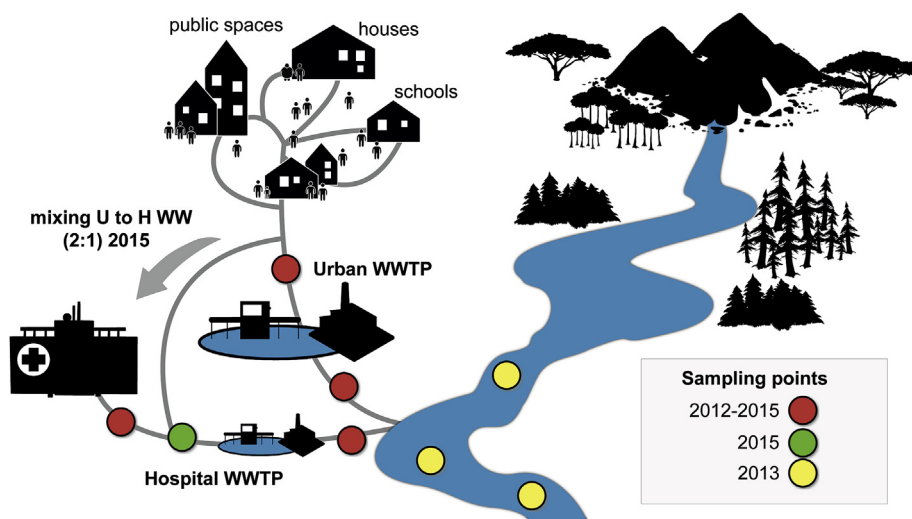 public spaces
houses
schools
mixing U to H WW
(2:1) 2015
Urban WWTP
Hospital WWTP
Sampling points
2012-2015
2015
2013